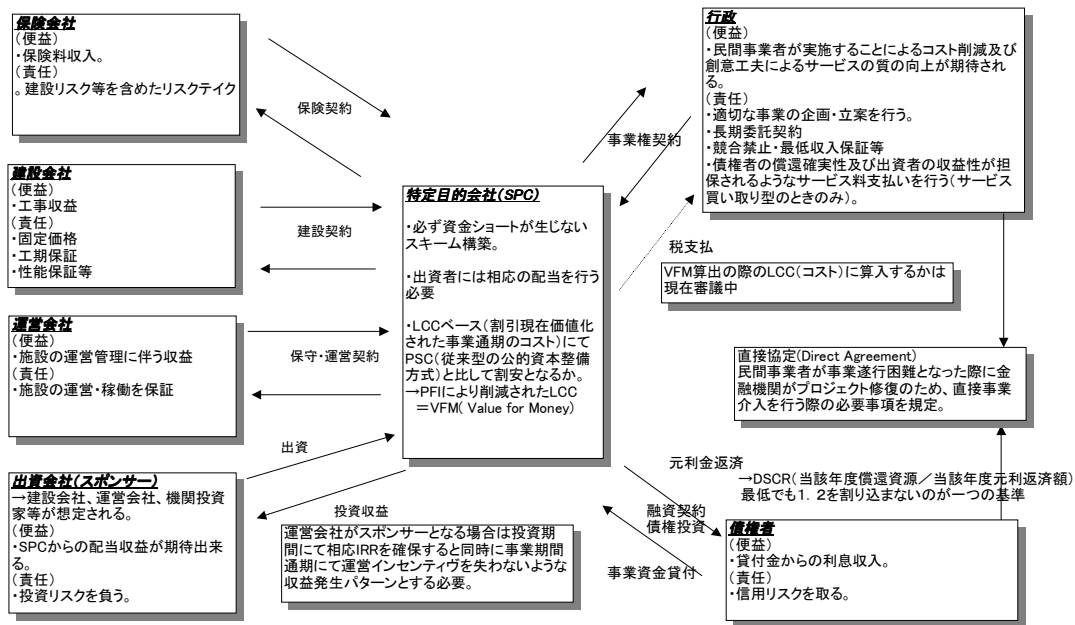 保険会社
(便益)
・保険料収入。
(責任)
。建設リスク等を含めたリスクテイク
保険契約
建設会社
(便益)
・工事収益
(責任)
・固定価格
・工期保証
・性能保証等
建設契約
運営会社
(便益)
・施設の運営管理に伴う収益
(責任)
・施設の運営・稼働を保証
保守・運営契約
出資会社(スポンサー)
→建設会社、運営会社、機関投資
家等が想定される。
(便益)
・SPCからの配当収益が期待出来
る。
(責任)
・投資リスクを負う。
出資
投資収益
運営会社がスポンサーとなる場合は投資期
間にて相応IRRを確保すると同時に事業期間
通期にて運営インセンティヴを失わないような
収益発生パターンとする必要。
特定目的会社(SPC)
・必ず資金ショートが生じない
スキーム構築。
・出資者には相応の配当を行う
必要
・LCCベース(割引現在価値化
された事業通期のコスト)にて
PSC(従来型の公的資本整備
方式)と比して割安となるか。
→PFIにより削減されたLCC
=VFM( Value for Money)
事業権契約
税支払
行政
(便益)
・民間事業者が実施することによるコスト削減及び
創意工夫によるサービスの質の向上が期待され
る。
(責任)
・適切な事業の企画・立案を行う。
・長期委託契約
・競合禁止・最低収入保証等
・債権者の償還確実性及び出資者の収益性が担
保されるようなサービス料支払いを行う(サービス
買い取り型のときのみ)。
VFM算出の際のLCC(コスト)に算入するかは
現在審議中
直接協定(Direct Agreement)
民間事業者が事業遂行困難となった際に金
融機関がプロジェクト修復のため、直接事業
介入を行う際の必要事項を規定。
元利金返済
→DSCR(当該年度償還資源/当該年度元利返済額)
最低でも1.2を割り込まないのが一つの基準
融資契約
債権投資
事業資金貸付
債権者
(便益)
・貸付金からの利息収入。
(責任)
・信用リスクを取る。